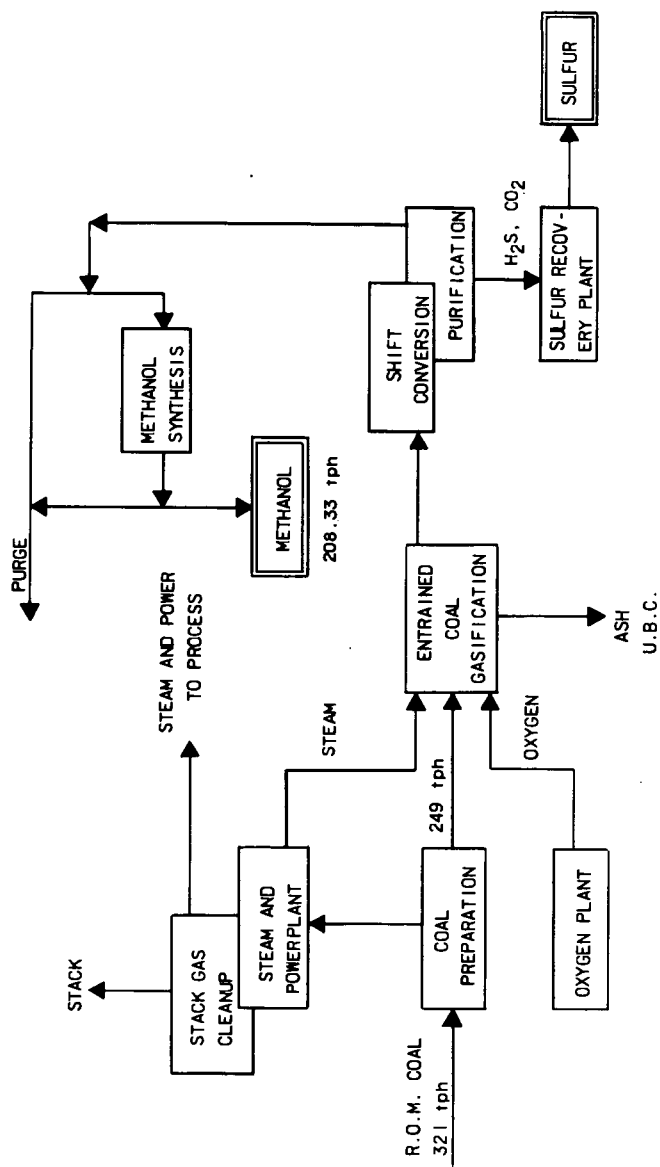 STACK
STACK GAS
CLEANUP
STEAM AND
POWERPLANT
STEAM AND POWER
TO PROCESS
PURGE
METHANOL
SYNTHESIS
METHANOL
208.33 tph
STEAM
R.O.M. COAL
321 tph
COAL
PREPARATION
249 tph
OXYGEN PLANT
OXYGEN
ENTRAINED
COAL
GASIFICATION
ASH
U.B.C.
SHIFT
CONVERSION
PURIFICATION
H₂S, CO₂
SULFUR RECOV-
ERY PLANT
SULFUR